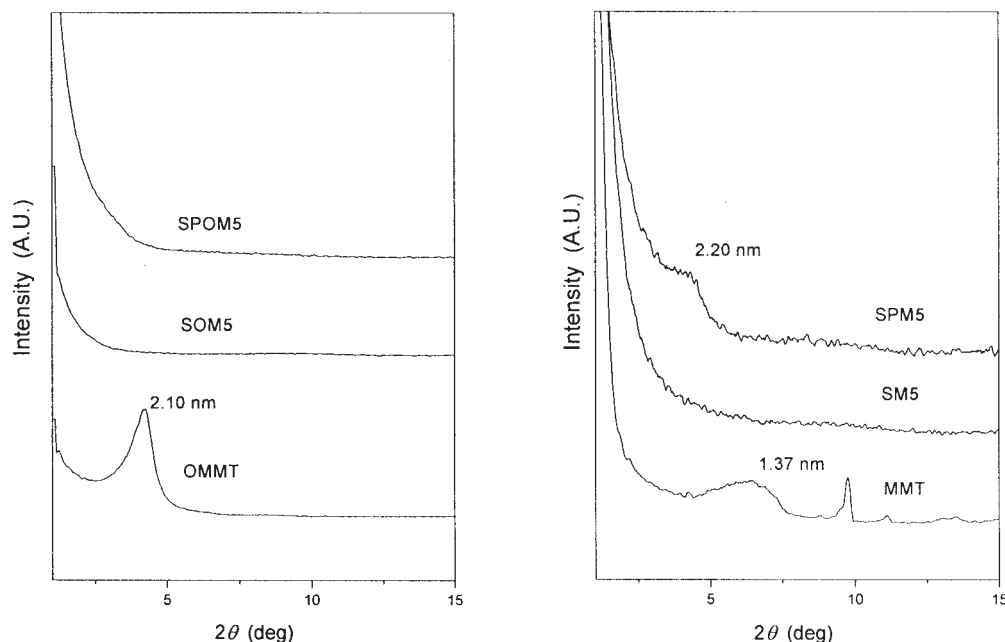 Intensity (A.U.)
SPOM5
SOM5
2.10 nm
OMMT
5
10
15
2θ (deg)
Intensity (A.U.)
2.20 nm
SPM5
SM5
1.37 nm
MMT
5
10
15
2θ (deg)